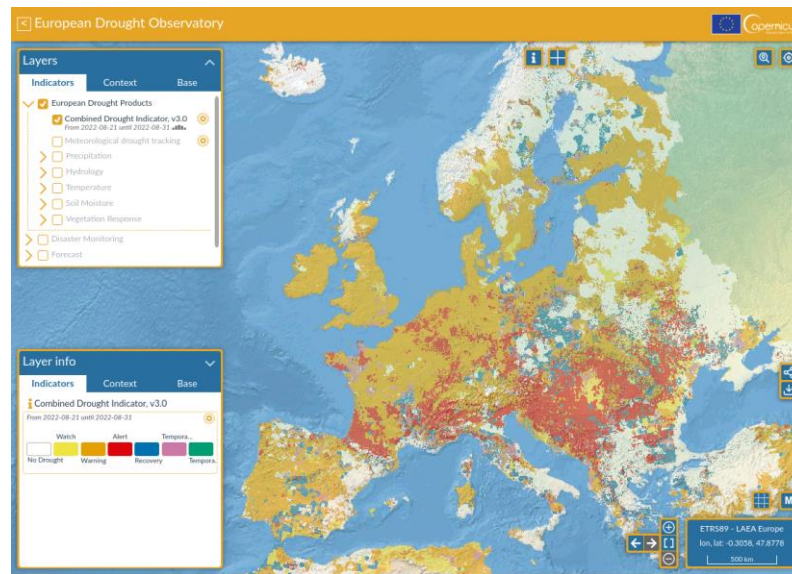 < European Drought Observatory
opernicu
Layers
Indicators Context Base
European Drought Products
Combined Drought Indicator, v3.0
From 2022-08-21 until 2022-08-31
Meteorological drought tracking
Precipitation
Hydrology
Temperature
Soil Moisture
Vegetation Response
Disaster Monitoring
Forecast
Layer info
Indicators Context Base
Combined Drought Indicator, v3.0
From 2022-08-21 until 2022-08-31
Watch Alert Tempora...
No Drought Warning Recovery Tempora..
M
ETRS89 - LAEA Europe
lon, lat: -0.3058, 47.8778
500 km